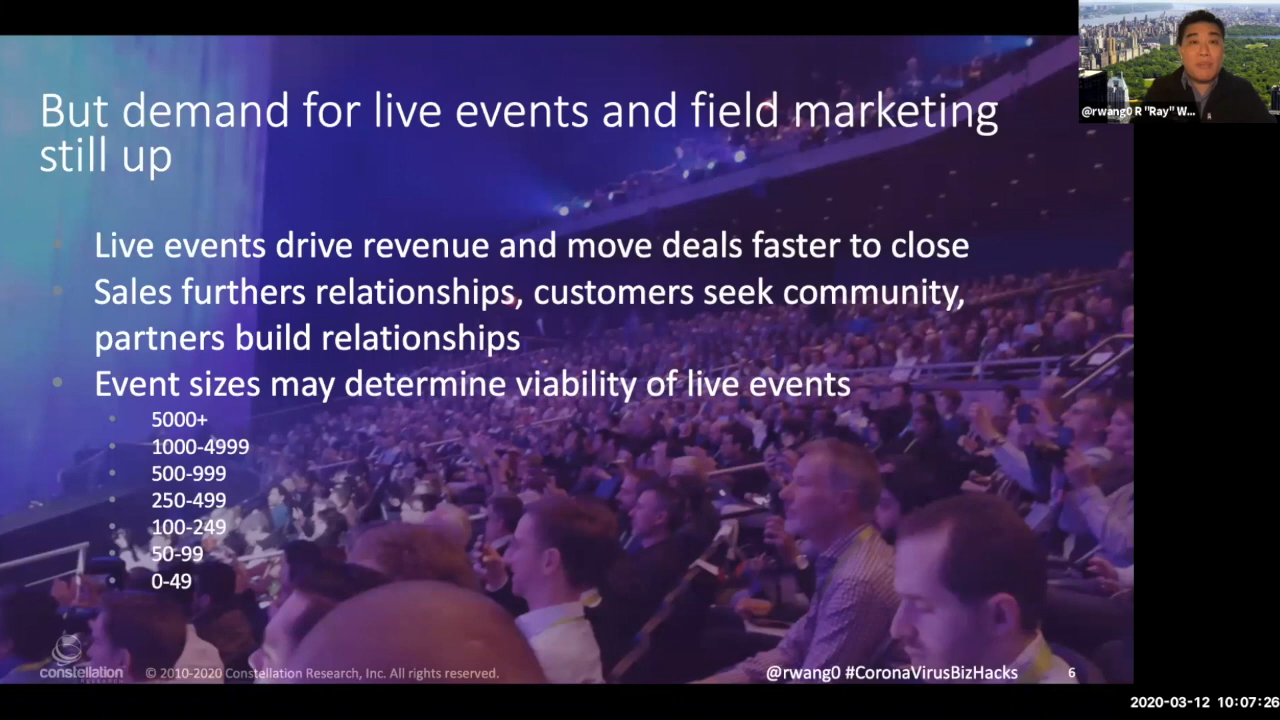 But demand for live events and field marketing
still up
@rwang0 R "Ray" W...
Live events drive revenue and move deals faster to close
Sales furthers relationships, customers seek community,
partners build relationships
Event sizes may determine viability of live events
5000+
1000-4999
500-999
250-499
100-249
50-99
0-49
constellation
RESEARCH
© 2010-2020 Constellation Research, Inc. All rights reserved.
@rwang0 #CoronaVirusBizHacks
6
2020-03-12 10:07:26